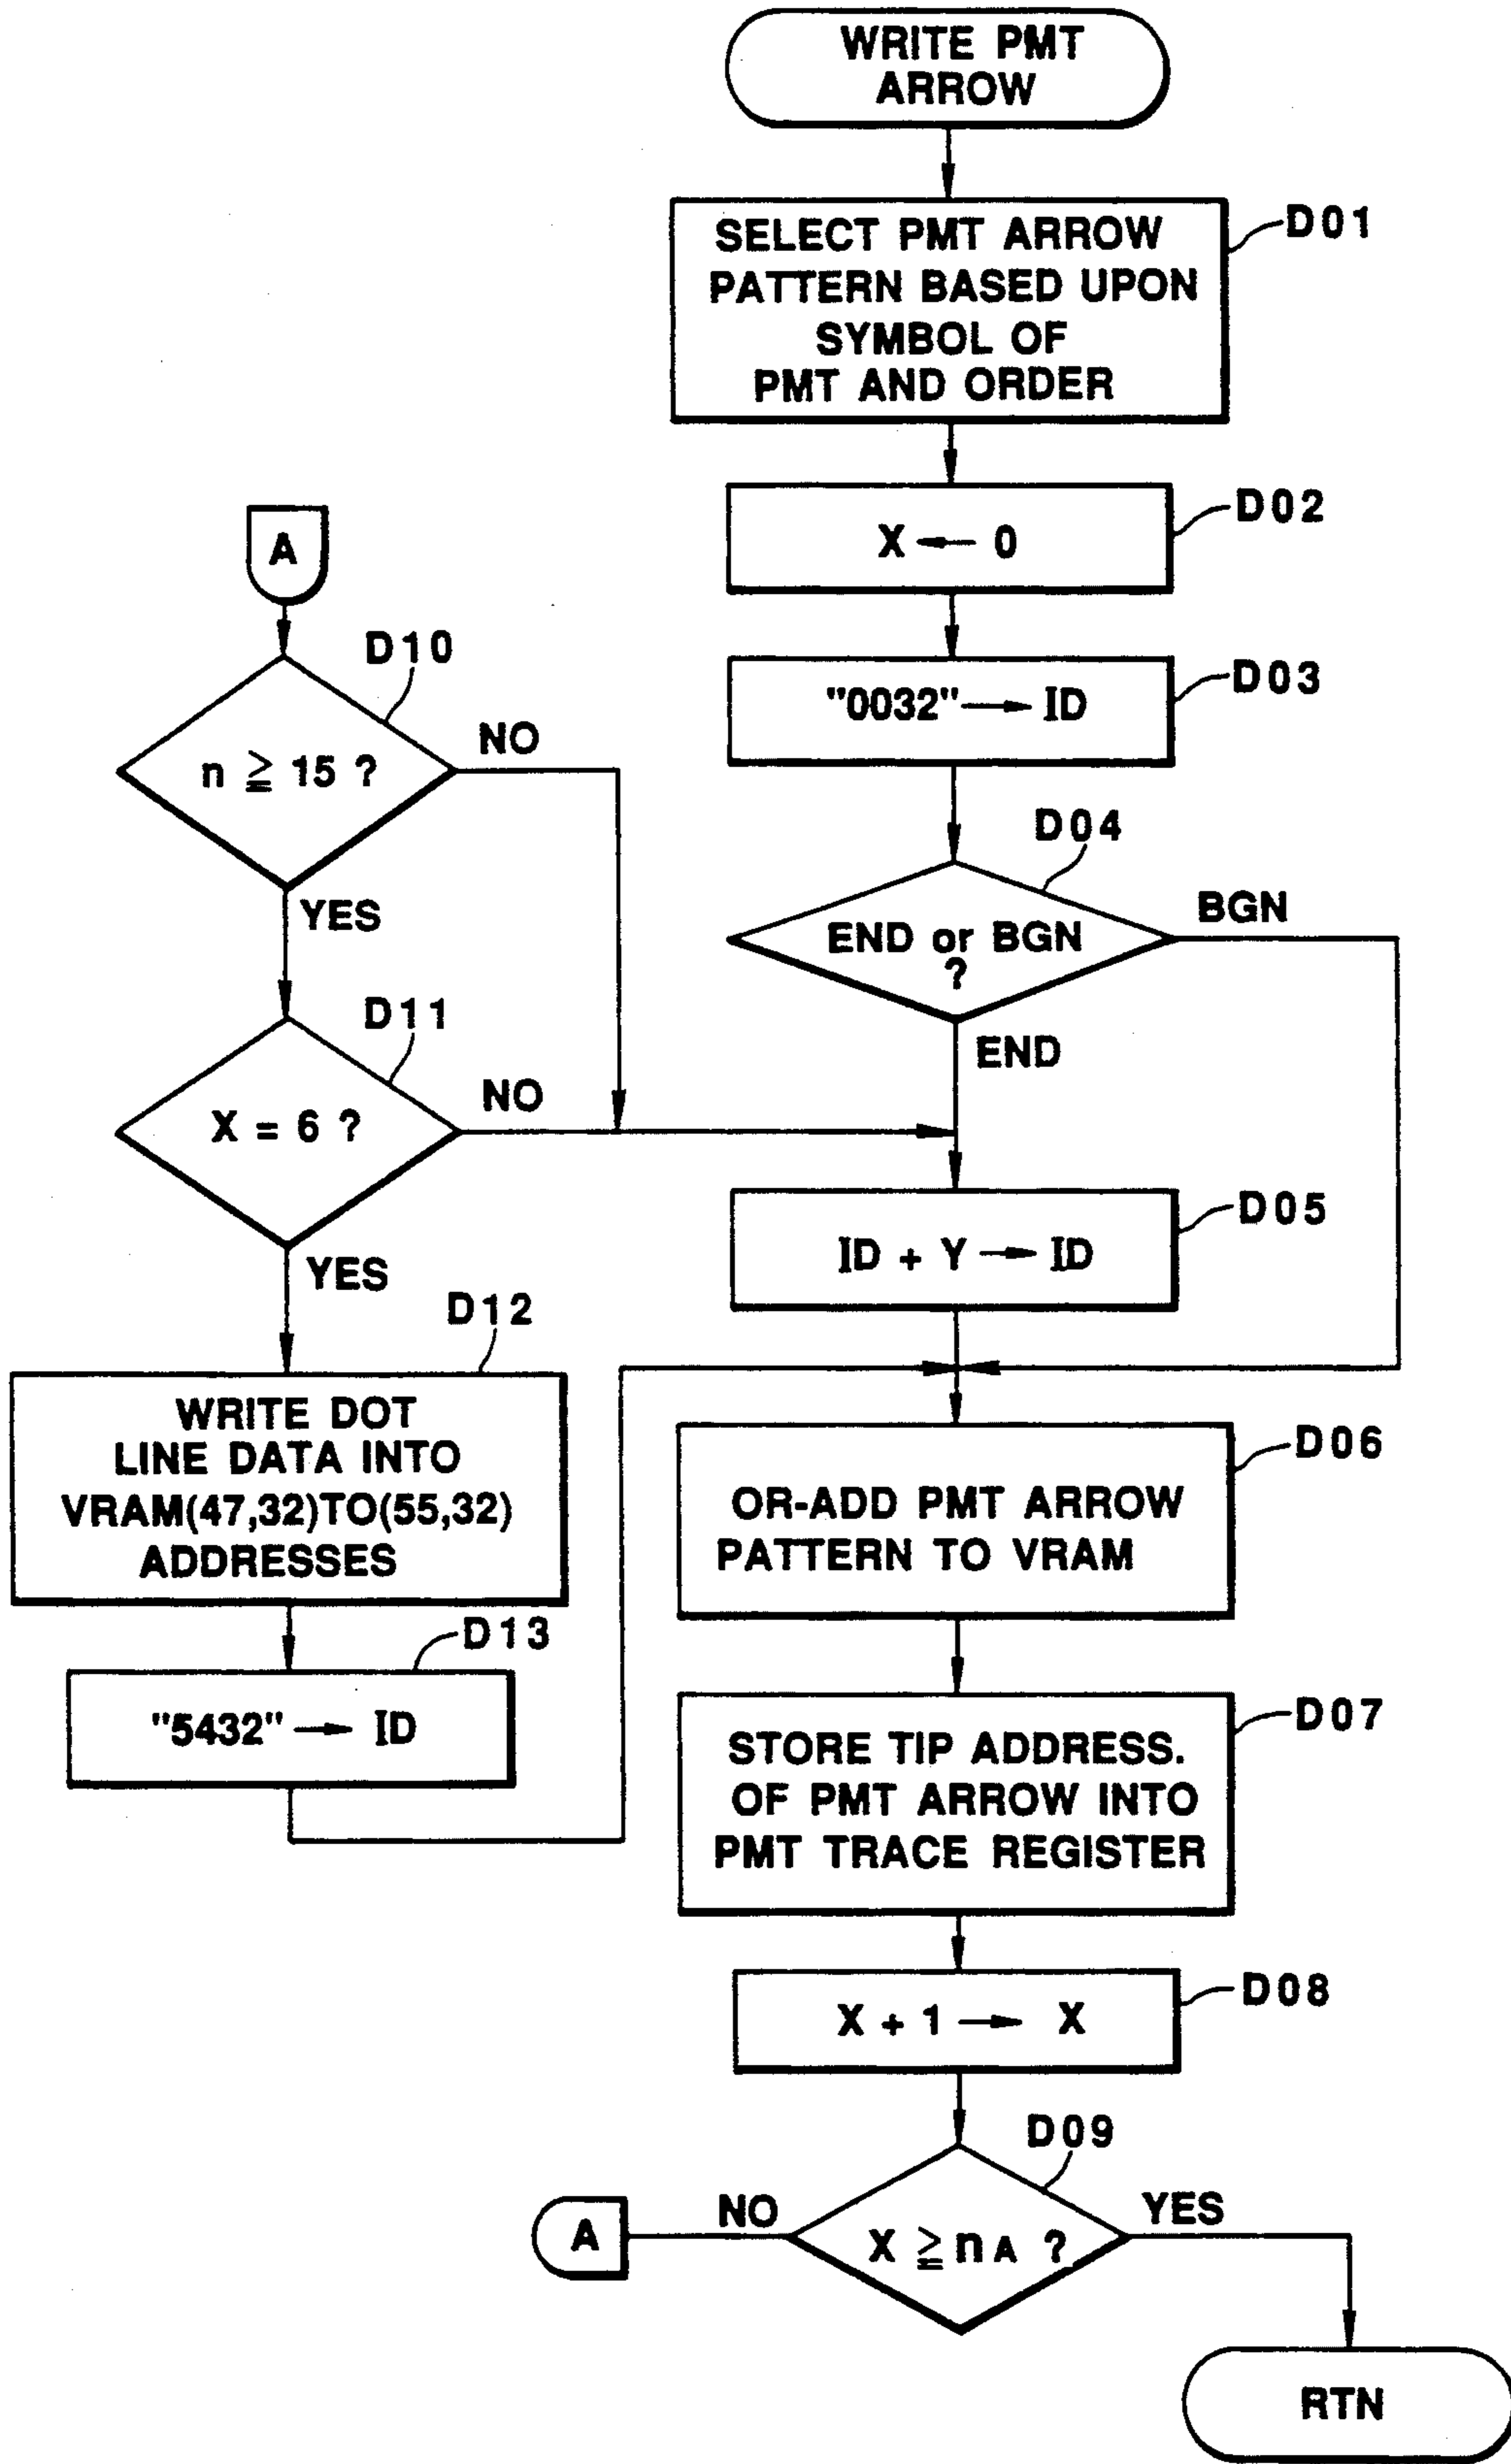 WRITE PMT
ARROW
SELECT PMT ARROW
PATTERN BASED UPON
SYMBOL OF
PMT AND ORDER
D01
X ← 0
D02
"0032" → ID
D03
END or BGN
?
D04
BGN
END
ID + Y → ID
D05
OR-ADD PMT ARROW
PATTERN TO VRAM
D06
STORE TIP ADDRESS.
OF PMT ARROW INTO
PMT TRACE REGISTER
D07
X + 1 → X
D08
X ≧ nA ?
D09
NO
YES
A
RTN
A
n ≧ 15 ?
D10
NO
YES
X = 6 ?
D11
NO
YES
WRITE DOT
LINE DATA INTO
VRAM(47,32)TO(55,32)
ADDRESSES
D12
"5432" → ID
D13